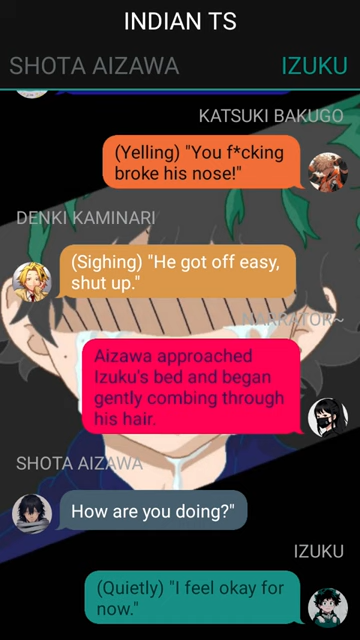 INDIAN TS
SHOTA AIZAWA
IZUKU
KATSUKI BAKUGO
(Yelling) "You f*cking
broke his nose!"
DENKI KAMINARI
(Sighing) "He got off easy,
shut up."
NARRATOR~
Aizawa approached
Izuku's bed and began
gently combing through
his hair.
SHOTA AIZAWA
How are you doing?"
IZUKU
(Quietly) "I feel okay for
now."